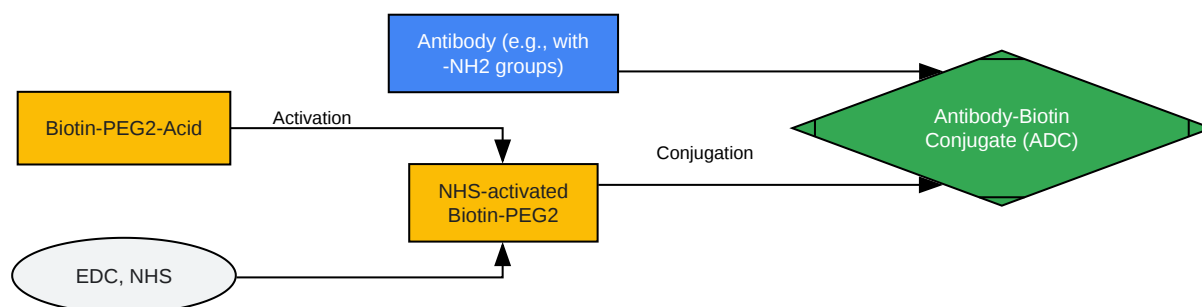 Antibody (e.g., with
-NH2 groups)
Biotin-PEG2-Acid
Activation
Antibody-Biotin
Conjugate (ADC)
Conjugation
NHS-activated
Biotin-PEG2
EDC, NHS